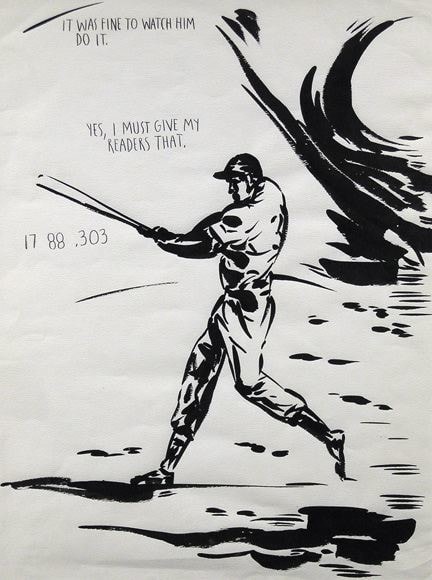 IT WAS FINE TO WATCH HIM
DO IT.
YES, I MUST GIVE MY
READERS THAT.
17 88 .303